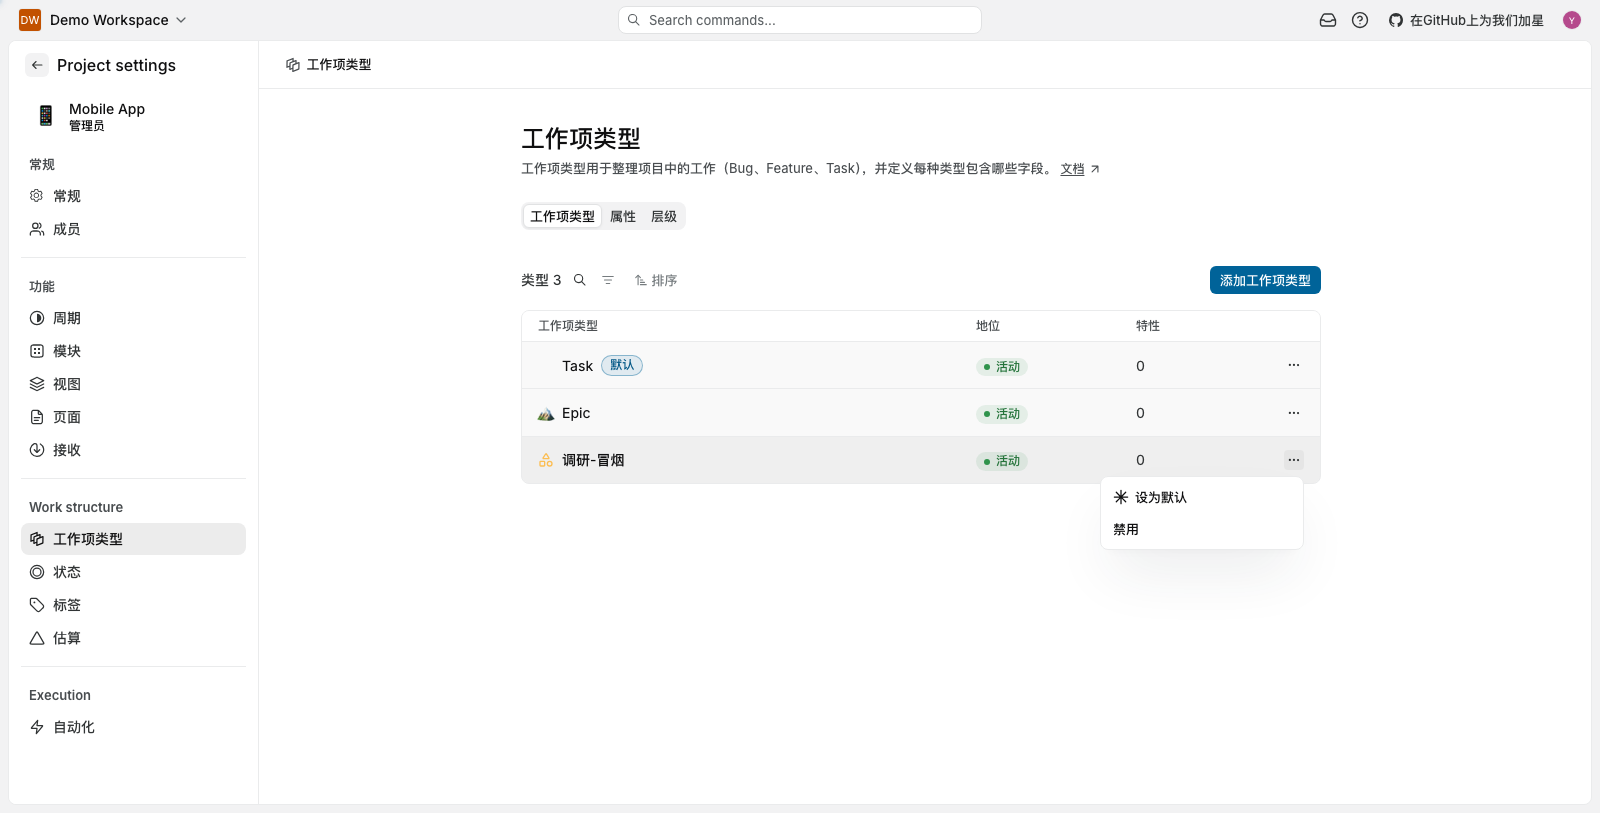 DW Demo Workspace
Search commands...
在GitHub上为我们加星
Y
Project settings
Mobile App
管理员
常规
常规
成员
功能
周期
模块
视图
页面
接收
Work structure
工作项类型
状态
标签
估算
Execution
自动化
工作项类型
工作项类型
工作项类型用于整理项目中的工作（Bug、Feature、Task），并定义每种类型包含哪些字段。 文档
工作项类型 属性 层级
类型 3 排序 添加工作项类型
工作项类型 地位 特性
Task 默认 活动 0
Epic 活动 0
调研-冒烟 活动 0
设为默认
禁用